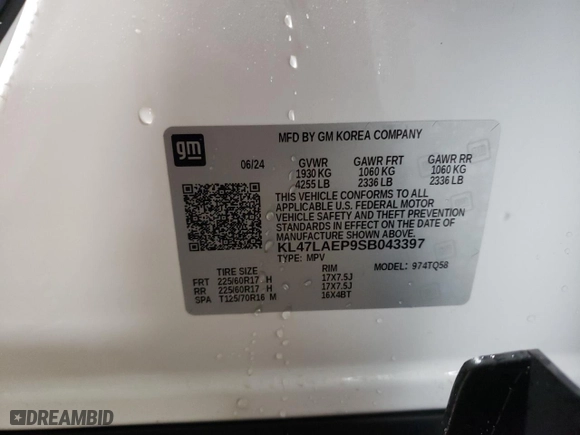 gm
MFD BY GM KOREA COMPANY
06/24 GVWR GAWR FRT GAWR RR
1930 KG 1060 KG 1060 KG
4255 LB 2336 LB 2336 LB
THIS VEHICLE CONFORMS TO ALL
APPLICABLE U.S. FEDERAL MOTOR
VEHICLE SAFETY AND THEFT
PREVENTION STANDARDS IN
EFFECT ON THE DATE OF
MANUFACTURE SHOWN ABOVE.
KL47LAEP9SB043397
TYPE: MPV MODEL: 974TQ58
TIRE SIZE RIM
FRT 225/60R17 H 17X7.5J
RR 225/60R17 H 17X7.5J
SPA T125/70R16 M 16X4BT
DREAMBID